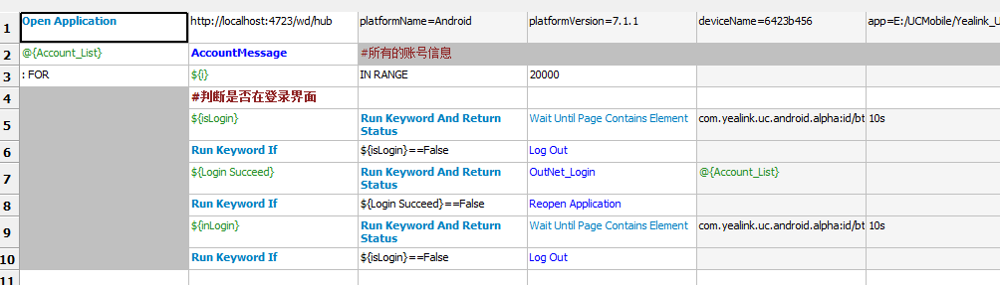 1 Open Application http://localhost:4723/wd/hub platformName=Android platformVersion=7.1.1 deviceName=6423b456 app=E:/UCMobile/Yealink_U
2 @{Account_List} AccountMessage #所有的账号信息
3 : FOR ${i} IN RANGE 20000
4 #判断是否在登录界面
5 ${isLogin} Run Keyword And Return Status Wait Until Page Contains Element com.yealink.uc.android.alpha:id/bt 10s
6 Run Keyword If ${isLogin}==False Log Out
7 ${Login Succeed} Run Keyword And Return Status OutNet_Login @{Account_List}
8 Run Keyword If ${Login Succeed}==False Reopen Application
9 ${inLogin} Run Keyword And Return Status Wait Until Page Contains Element com.yealink.uc.android.alpha:id/bt 10s
10 Run Keyword If ${isLogin}==False Log Out
11